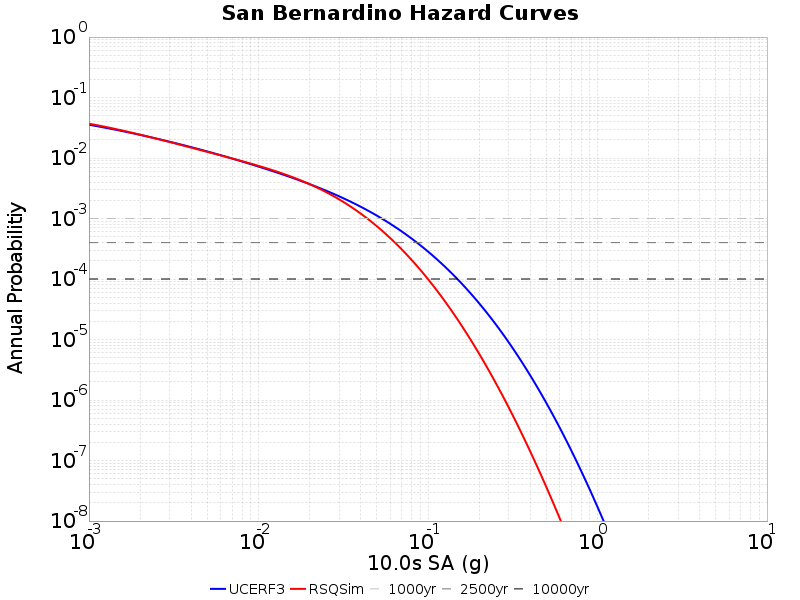 San Bernardino Hazard Curves
10^0
10^-1
10^-2
10^-3
10^-4
10^-5
10^-6
10^-7
10^-8
Annual Probabilitiy
10^-3 10^-2 10^-1 10^0 10^1
10.0s SA (g)
UCERF3 RSQSim 1000yr 2500yr 10000yr